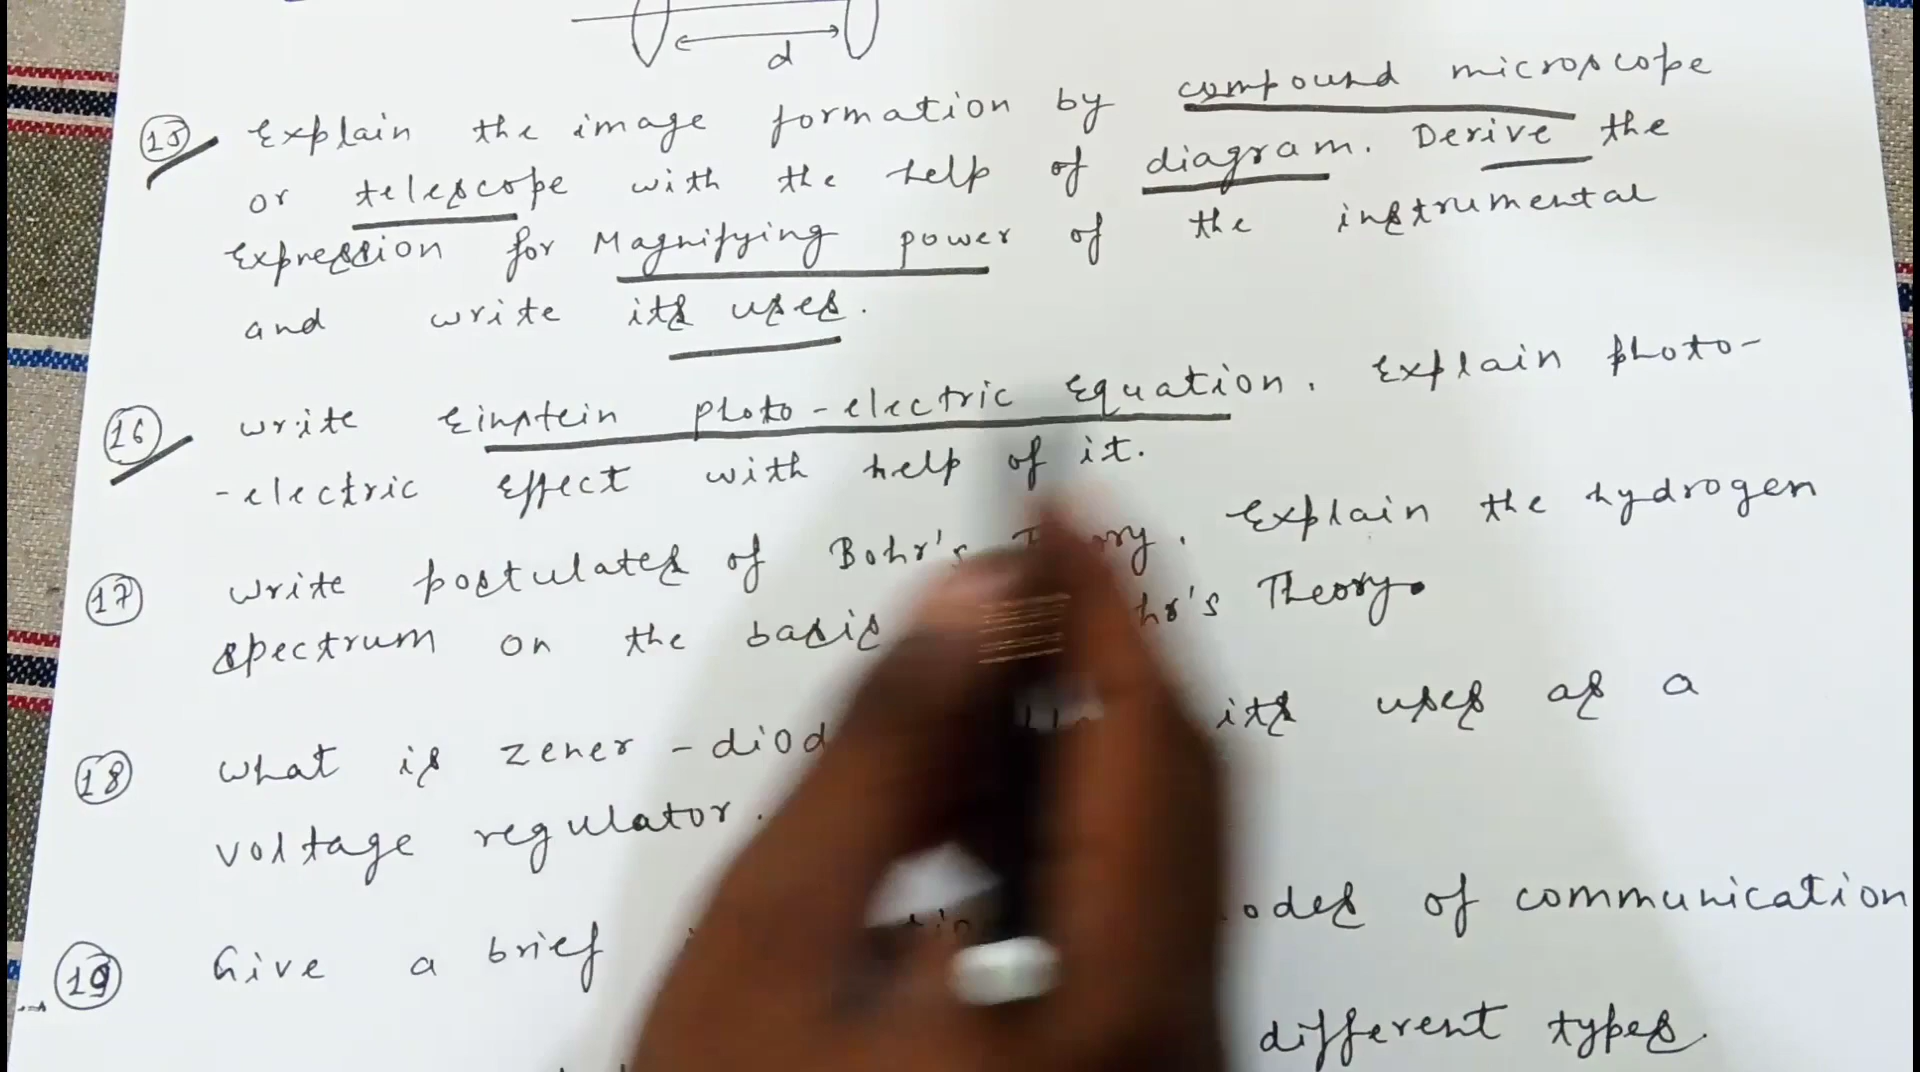 d
15 Explain the image formation by compound microscope
or telescope with the help of diagram. Derive the
Expression for Magnifying power of the instrumental
and write its uses.
16 write Einstein photo-electric Equation. Explain photo-
-electric Effect with help of it.
17 write postulates of Bohr's. Explain the hydrogen
spectrum on the basis Theory.
18 what is zener its uses as a
voltage regulator.
19 Give a brief of communication
different types.